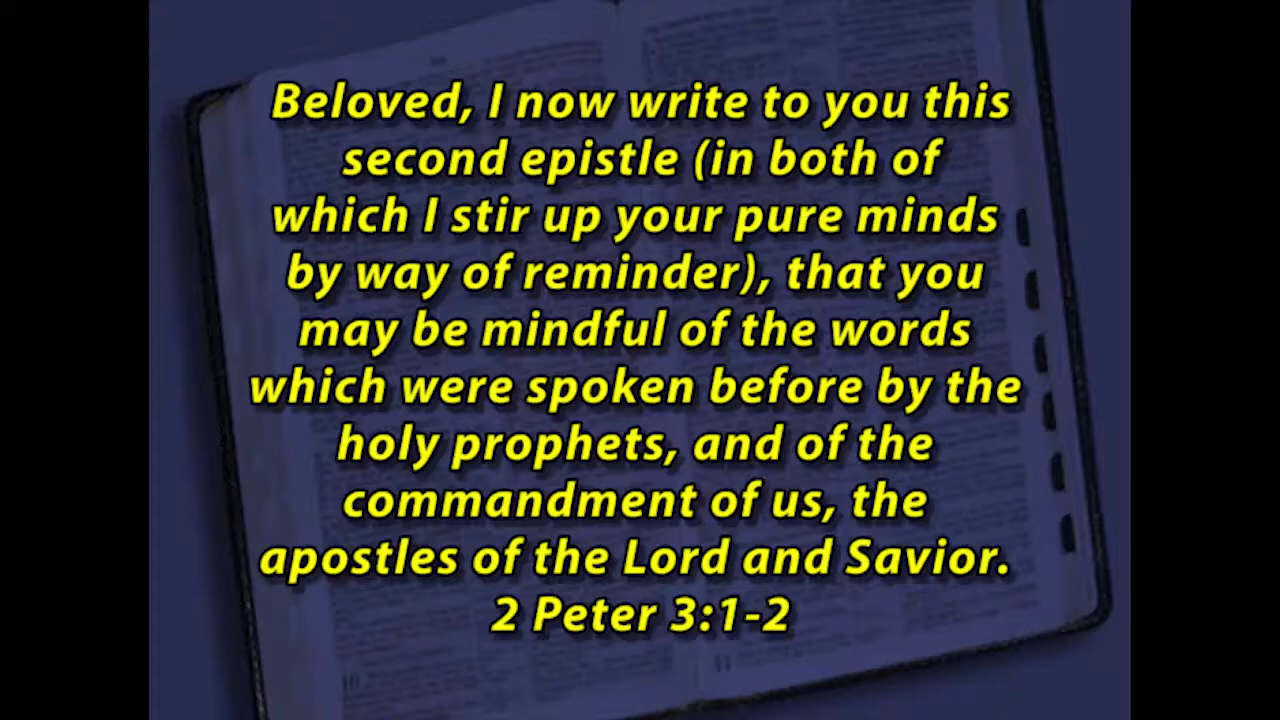 Beloved, I now write to you this
second epistle (in both of
which I stir up your pure minds
by way of reminder), that you
may be mindful of the words
which were spoken before by the
holy prophets, and of the
commandment of us, the
apostles of the Lord and Savior.
2 Peter 3:1-2